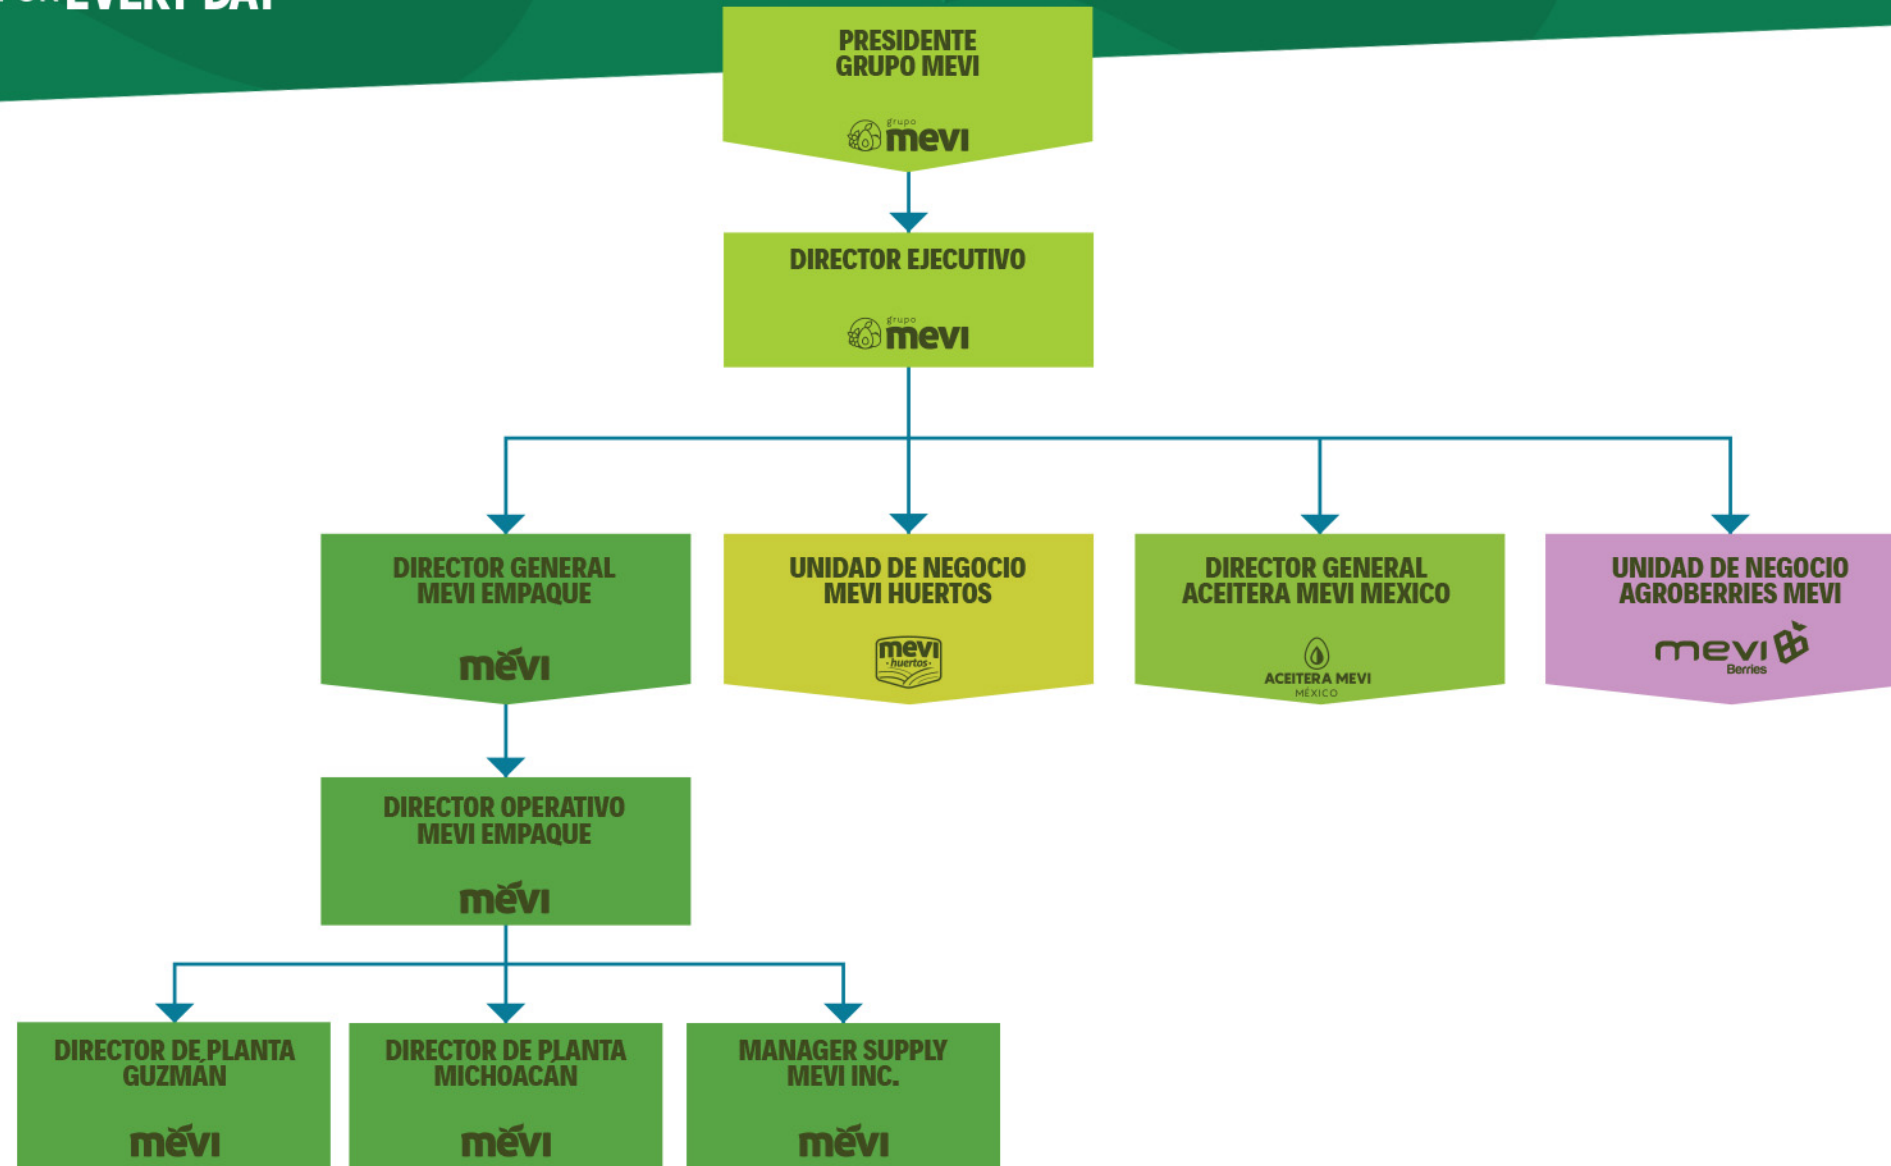 EVERY DAY
PRESIDENTE
GRUPO MEVI
grupo
mevi
DIRECTOR EJECUTIVO
grupo
mevi
DIRECTOR GENERAL
MEVI EMPAQUE
mevi
UNIDAD DE NEGOCIO
MEVI HUERTOS
mevi
·huertos·
DIRECTOR GENERAL
ACEITERA MEVI MEXICO
ACEITERA MEVI
MÉXICO
UNIDAD DE NEGOCIO
AGROBERRIES MEVI
mevi
Berries
DIRECTOR OPERATIVO
MEVI EMPAQUE
mevi
DIRECTOR DE PLANTA
GUZMÁN
mevi
DIRECTOR DE PLANTA
MICHOACÁN
mevi
MANAGER SUPPLY
MEVI INC.
mevi